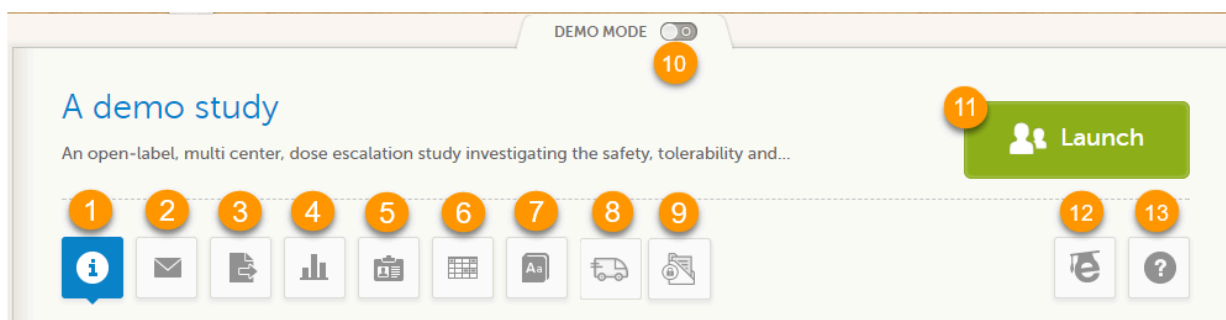 DEMO MODE
10
A demo study
11
Launch
An open-label, multi center, dose escalation study investigating the safety, tolerability and...
1 2 3 4 5 6 7 8 9 12 13
i Aa e ?